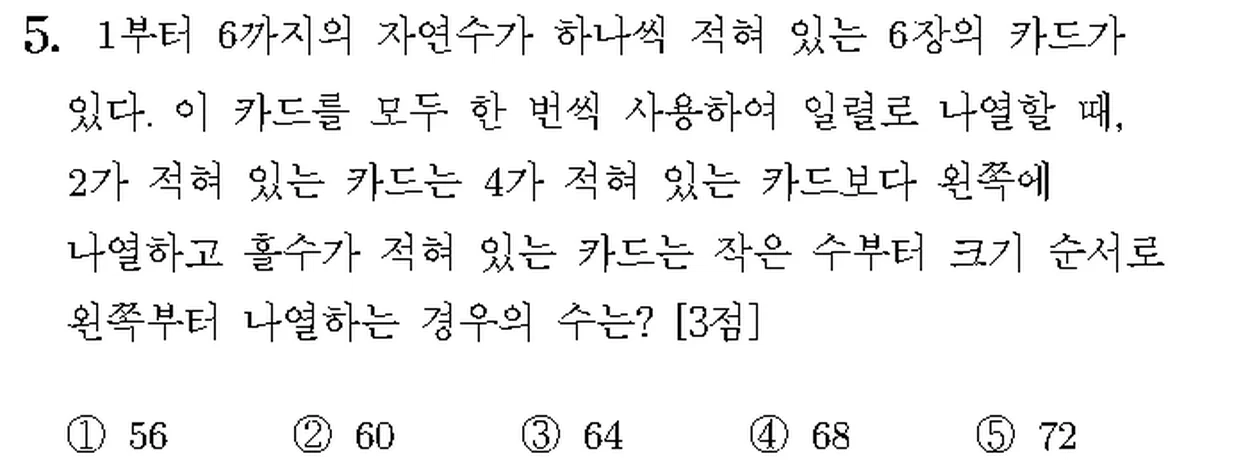 5. 1부터 6까지의 자연수가 하나씩 적혀 있는 6장의 카드가
있다. 이 카드를 모두 한 번씩 사용하여 일렬로 나열할 때,
2가 적혀 있는 카드는 4가 적혀 있는 카드보다 왼쪽에
나열하고 홀수가 적혀 있는 카드는 작은 수부터 크기 순서로
왼쪽부터 나열하는 경우의 수는? [3점]
① 56 ② 60 ③ 64 ④ 68 ⑤ 72